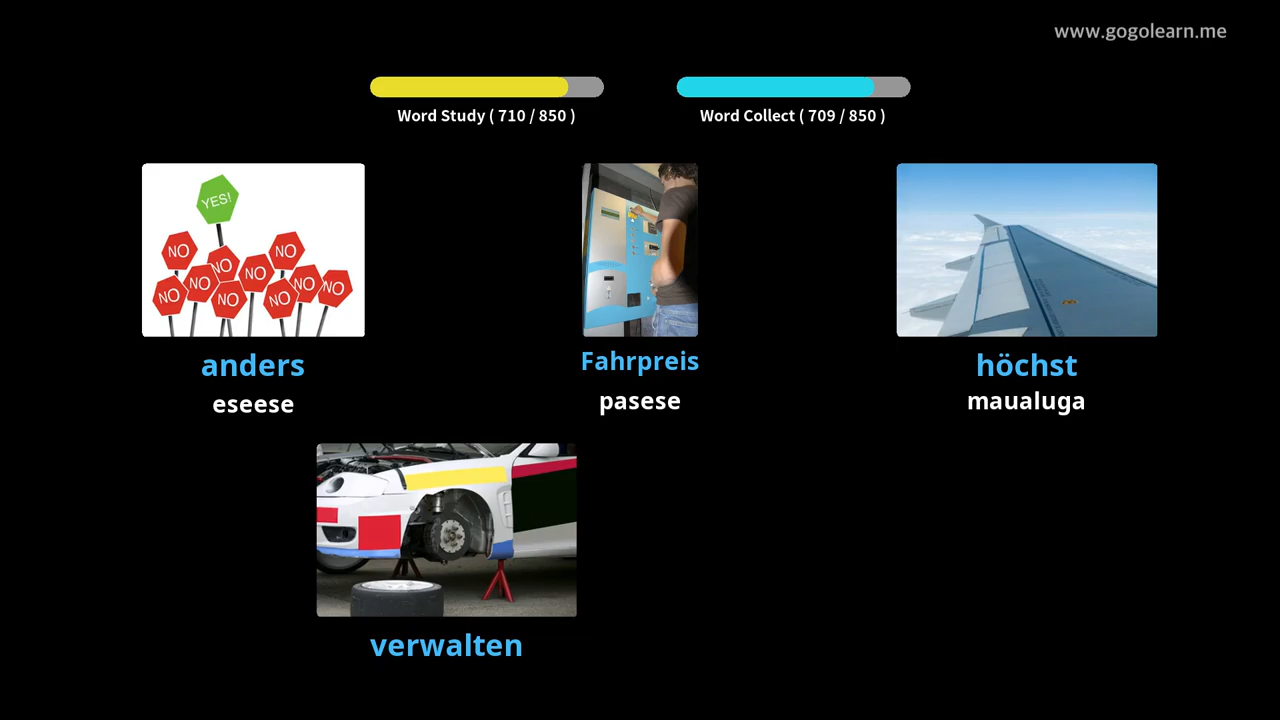 www.gogolearn.me
Word Study ( 710 / 850 )
Word Collect ( 709 / 850 )
YES!
NO
NO
NO
NO
NO
NO
NO
NO
NO
NO
anders
eseese
Fahrpreis
pasese
höchst
maualuga
verwalten